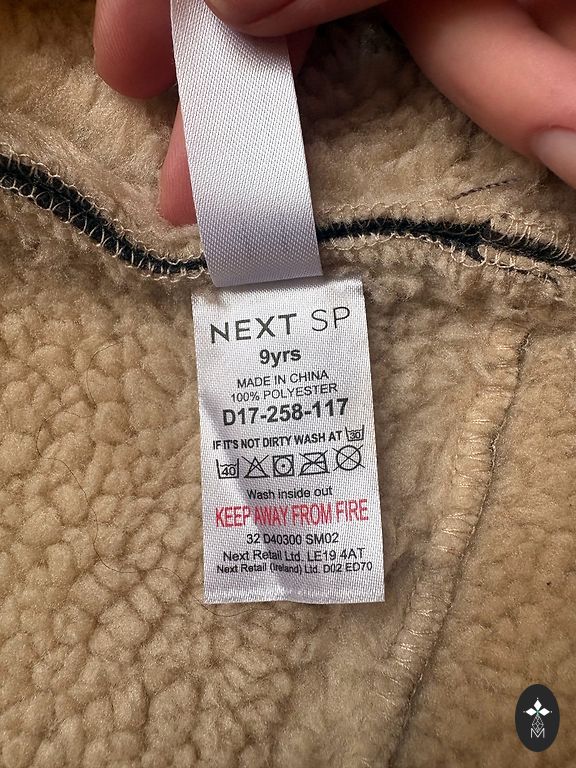 NEXT SP
9yrs
MADE IN CHINA
100% POLYESTER
D17-258-117
IF IT'S NOT DIRTY WASH AT 30
40
Wash inside out
KEEP AWAY FROM FIRE
32 D40300 SM02
Next Retail Ltd. LE19 4AT
Next Retail (Ireland) Ltd. D02 ED70
M